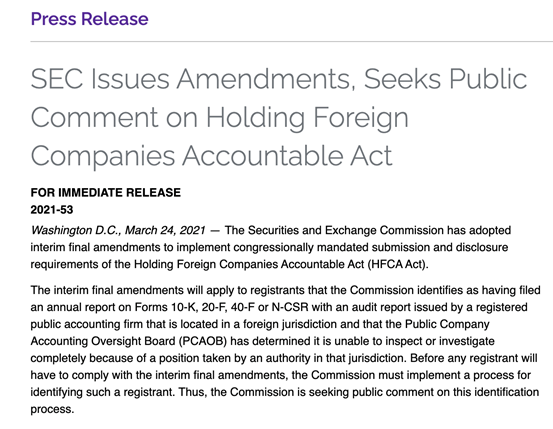 Press Release
SEC Issues Amendments, Seeks Public
Comment on Holding Foreign
Companies Accountable Act
FOR IMMEDIATE RELEASE
2021-53
Washington D.C., March 24, 2021 — The Securities and Exchange Commission has adopted
interim final amendments to implement congressionally mandated submission and disclosure
requirements of the Holding Foreign Companies Accountable Act (HFCA Act).
The interim final amendments will apply to registrants that the Commission identifies as having filed
an annual report on Forms 10-K, 20-F, 40-F or N-CSR with an audit report issued by a registered
public accounting firm that is located in a foreign jurisdiction and that the Public Company
Accounting Oversight Board (PCAOB) has determined it is unable to inspect or investigate
completely because of a position taken by an authority in that jurisdiction. Before any registrant will
have to comply with the interim final amendments, the Commission must implement a process for
identifying such a registrant. Thus, the Commission is seeking public comment on this identification
process.